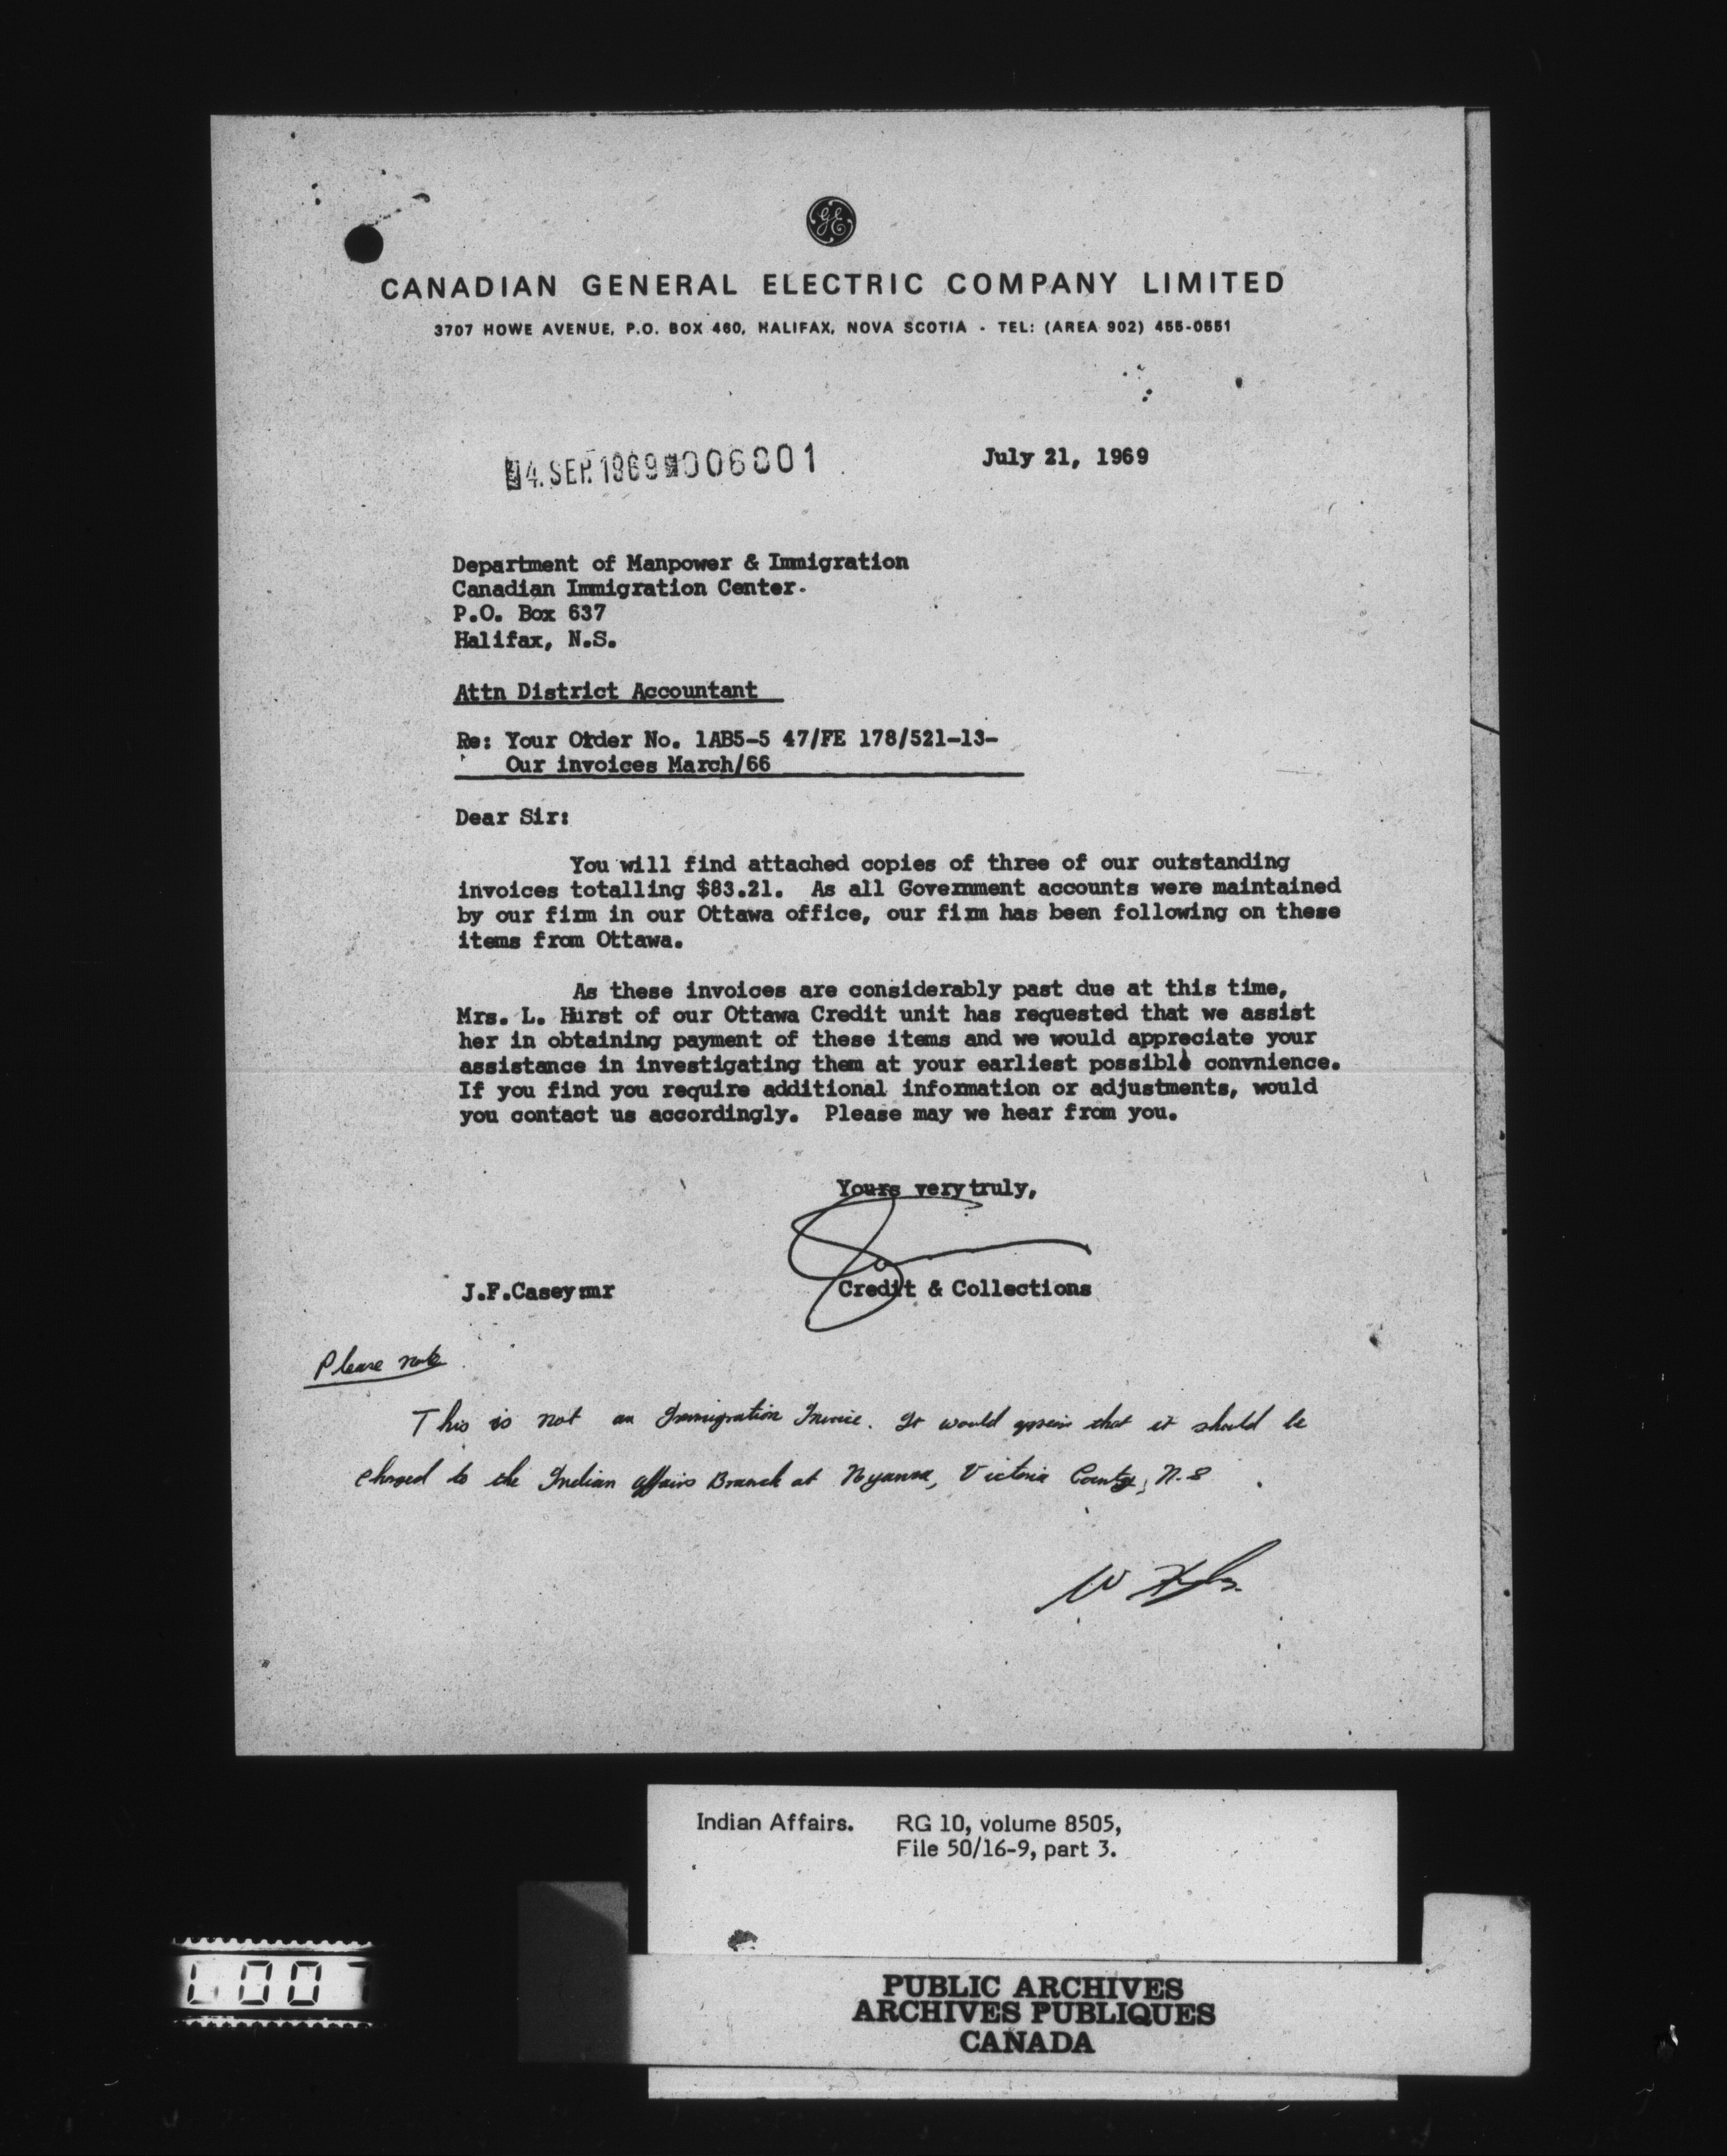 GE
CANADIAN GENERAL ELECTRIC COMPANY LIMITED
3707 HOWE AVENUE, P.O. BOX 460, HALIFAX, NOVA SCOTIA - TEL: (AREA 902) 455-0551
4. SEP. 1969 006001
July 21, 1969
Department of Manpower & Immigration
Canadian Immigration Center.
P.O. Box 637
Halifax, N.S.
Attn District Accountant
Re: Your Order No. 1AB5-5 47/FE 178/521-13-
Our invoices March/66
Dear Sir:
You will find attached copies of three of our outstanding
invoices totalling $83.21. As all Government accounts were maintained
by our firm in our Ottawa office, our firm has been following on these
items from Ottawa.
As these invoices are considerably past due at this time,
Mrs. L. Hurst of our Ottawa Credit unit has requested that we assist
her in obtaining payment of these items and we would appreciate your
assistance in investigating them at your earliest possible convnience.
If you find you require additional information or adjustments, would
you contact us accordingly. Please may we hear from you.
Yours very truly,
J.F.Casey:mr
Credit & Collections
Please note
This is not an Immigration Invoice. It would appear that it should be
charged to the Indian Affairs Branch at Nyanza, Victoria County, N.S
W
Indian Affairs. RG 10, volume 8505,
File 50/16-9, part 3.
PUBLIC ARCHIVES
ARCHIVES PUBLIQUES
CANADA